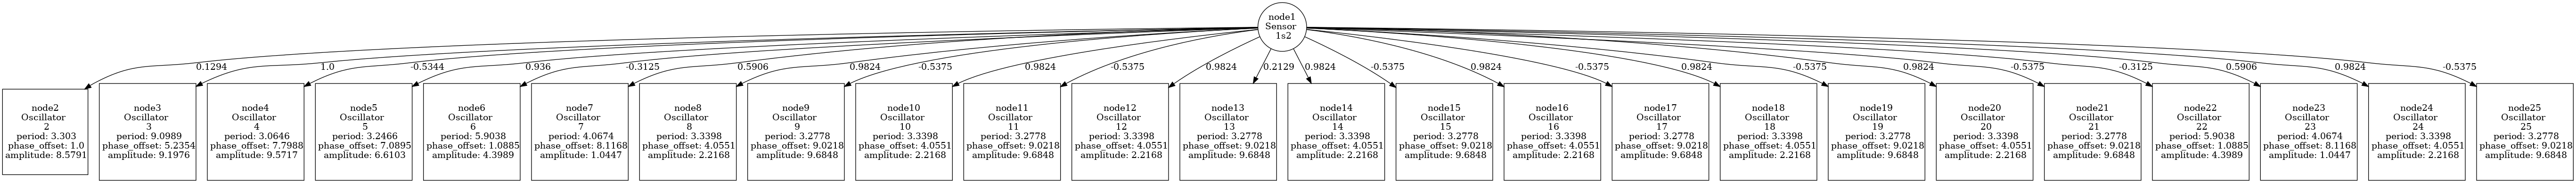 node1
Sensor
1s2
0.1294
1.0
-0.5344
0.936
-0.3125
0.5906
0.9824
-0.5375
0.9824
-0.5375
0.9824
0.2129
0.9824
-0.5375
0.9824
-0.5375
0.9824
-0.5375
0.9824
-0.5375
-0.3125
0.5906
0.9824
-0.5375
node2
Oscillator
2
period: 3.303
phase_offset: 1.0
amplitude: 8.5791
node3
Oscillator
3
period: 9.0989
phase_offset: 5.2354
amplitude: 9.1976
node4
Oscillator
4
period: 3.0646
phase_offset: 7.7988
amplitude: 9.5717
node5
Oscillator
5
period: 3.2466
phase_offset: 7.0895
amplitude: 6.6103
node6
Oscillator
6
period: 5.9038
phase_offset: 1.0885
amplitude: 4.3989
node7
Oscillator
7
period: 4.0674
phase_offset: 8.1168
amplitude: 1.0447
node8
Oscillator
8
period: 3.3398
phase_offset: 4.0551
amplitude: 2.2168
node9
Oscillator
9
period: 3.2778
phase_offset: 9.0218
amplitude: 9.6848
node10
Oscillator
10
period: 3.3398
phase_offset: 4.0551
amplitude: 2.2168
node11
Oscillator
11
period: 3.2778
phase_offset: 9.0218
amplitude: 9.6848
node12
Oscillator
12
period: 3.3398
phase_offset: 4.0551
amplitude: 2.2168
node13
Oscillator
13
period: 3.2778
phase_offset: 9.0218
amplitude: 9.6848
node14
Oscillator
14
period: 3.3398
phase_offset: 4.0551
amplitude: 2.2168
node15
Oscillator
15
period: 3.2778
phase_offset: 9.0218
amplitude: 9.6848
node16
Oscillator
16
period: 3.3398
phase_offset: 4.0551
amplitude: 2.2168
node17
Oscillator
17
period: 3.2778
phase_offset: 9.0218
amplitude: 9.6848
node18
Oscillator
18
period: 3.3398
phase_offset: 4.0551
amplitude: 2.2168
node19
Oscillator
19
period: 3.2778
phase_offset: 9.0218
amplitude: 9.6848
node20
Oscillator
20
period: 3.3398
phase_offset: 4.0551
amplitude: 2.2168
node21
Oscillator
21
period: 3.2778
phase_offset: 9.0218
amplitude: 9.6848
node22
Oscillator
22
period: 5.9038
phase_offset: 1.0885
amplitude: 4.3989
node23
Oscillator
23
period: 4.0674
phase_offset: 8.1168
amplitude: 1.0447
node24
Oscillator
24
period: 3.3398
phase_offset: 4.0551
amplitude: 2.2168
node25
Oscillator
25
period: 3.2778
phase_offset: 9.0218
amplitude: 9.6848